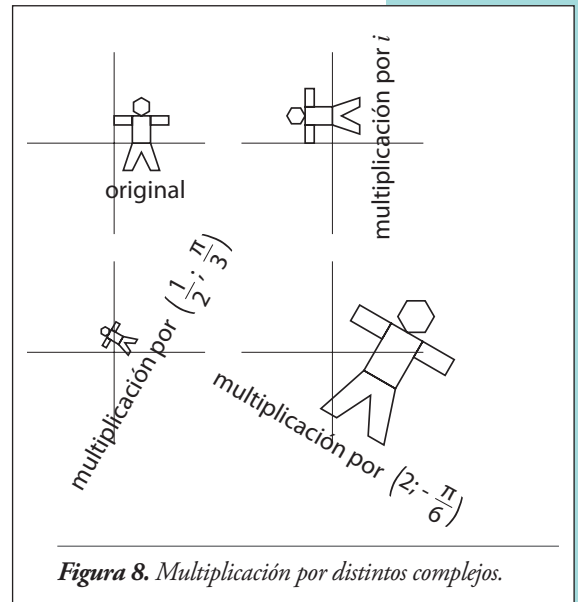 original
multiplicación por i
multiplicación por (1/2; π/3)
multiplicación por (2;- π/6)
Figura 8. Multiplicación por distintos complejos.